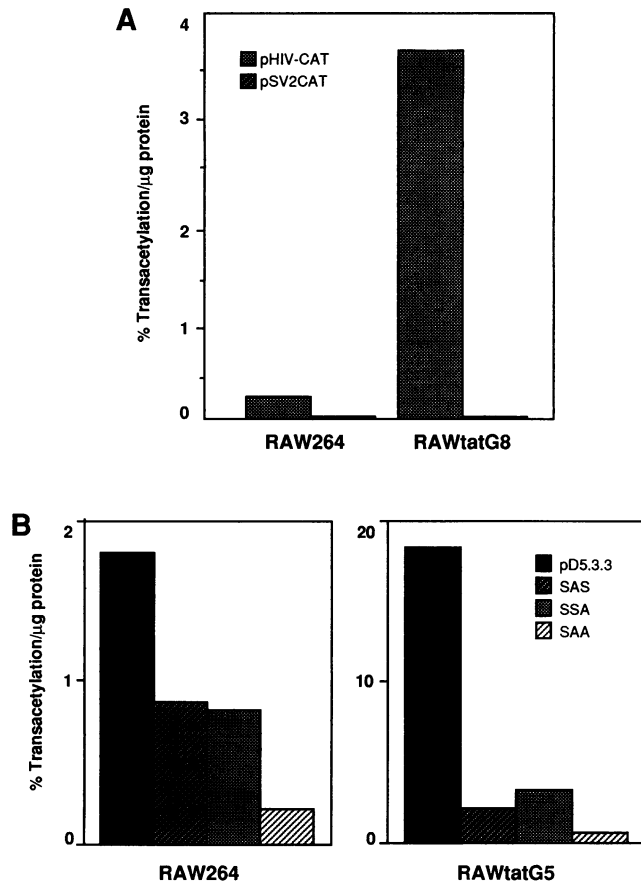 A
% Transacetylation/µg protein
4
3
2
1
0
pHIV-CAT
pSV2CAT
RAW264
RAWtatG8
B
% Transacetylation/µg protein
2
1
0
RAW264
20
10
0
pD5.3.3
SAS
SSA
SAA
RAWtatG5